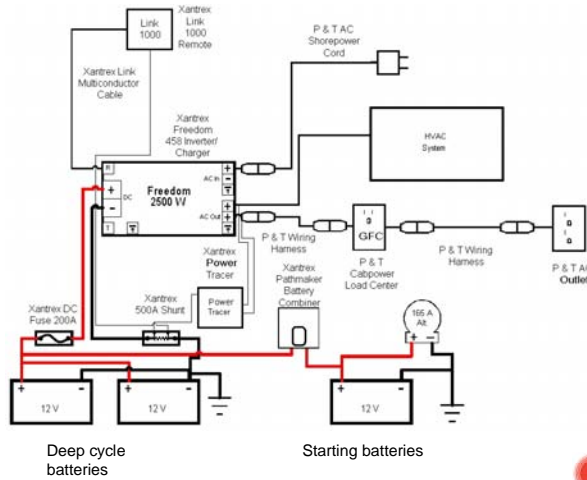 Link
1000
Xantrex
Link
1000
Remote
P & T AC
Shorepower
Cord
Xantrex Link
Multiconductor
Cable
Xantrex
Freedom
458 Inverter/
Charger
HVAC
System
R
+
-
DC
Freedom
2500 W
AC In
+
-
AC Out
+
-
+
T
GFC
P & T Wiring
Harness
P & T
Cabpower
Load Center
P & T Wiring
Harness
P & T AC
Outlet
Xantrex
Power
Tracer
Power
Tracer
Xantrex
Pathmaker
Battery
Combiner
Xantrex DC
Fuse 200A
Xantrex
500A Shunt
165 A
Alt.
+ -
+ -
12 V
+ -
12 V
+ -
12 V
Deep cycle
batteries
Starting batteries